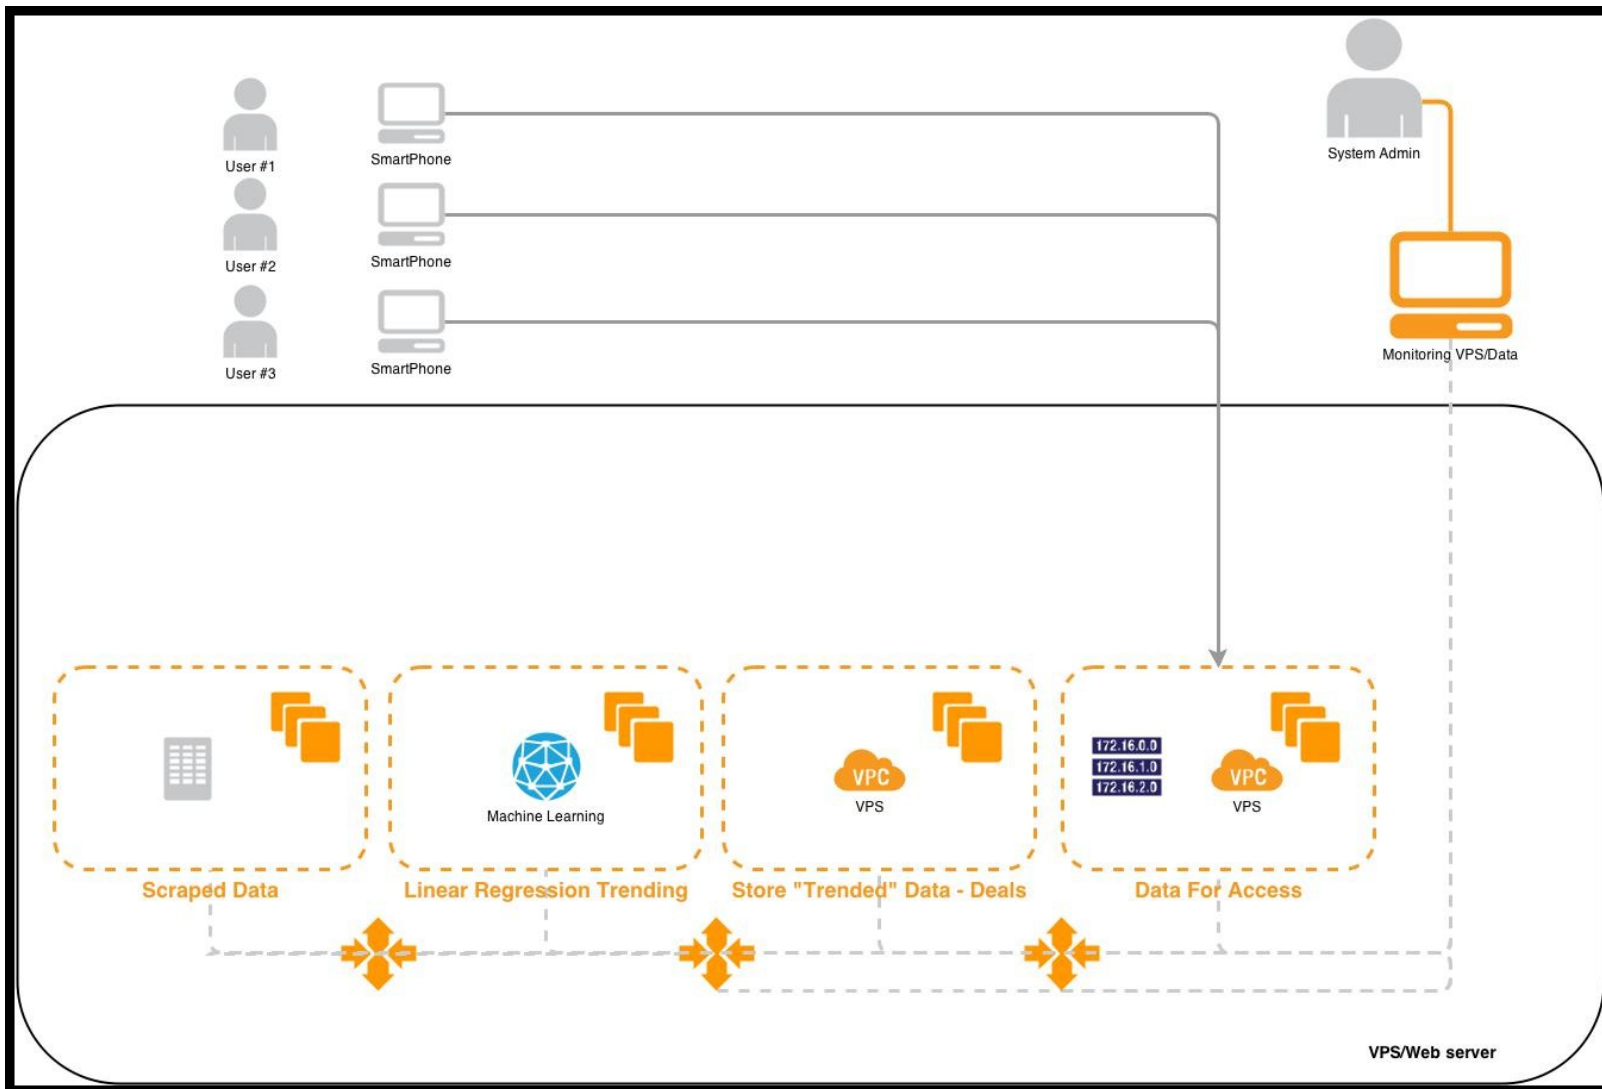 System Admin
User #1
SmartPhone
User #2
SmartPhone
User #3
SmartPhone
Monitoring VPS/Data
172.16.0.0
172.16.1.0
172.16.2.0
VPC
VPS
VPC
VPS
Machine Learning
Scraped Data
Linear Regression Trending
Store "Trended" Data - Deals
Data For Access
VPS/Web server